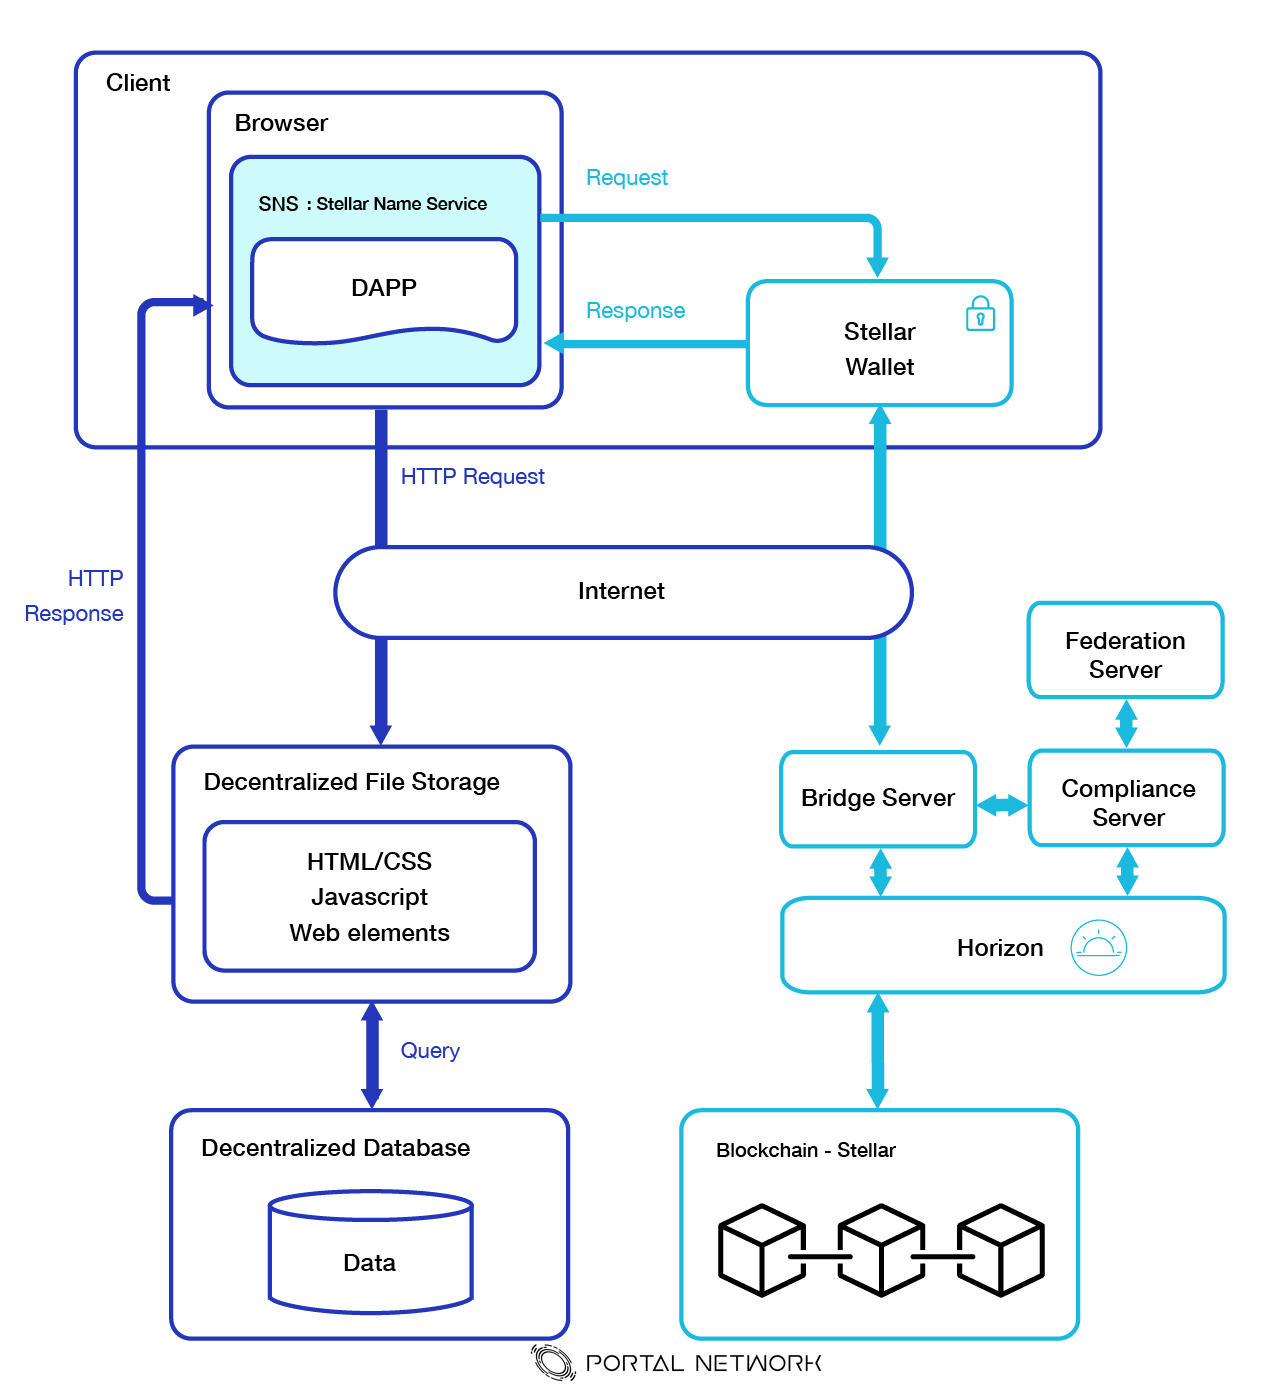 Client
Browser
SNS : Stellar Name Service
DAPP
Request
Response
Stellar
Wallet
HTTP Request
HTTP
Response
Internet
Federation
Server
Decentralized File Storage
HTML/CSS
Javascript
Web elements
Bridge Server
Compliance
Server
Horizon
Query
Decentralized Database
Data
Blockchain - Stellar
PORTAL NETWORK